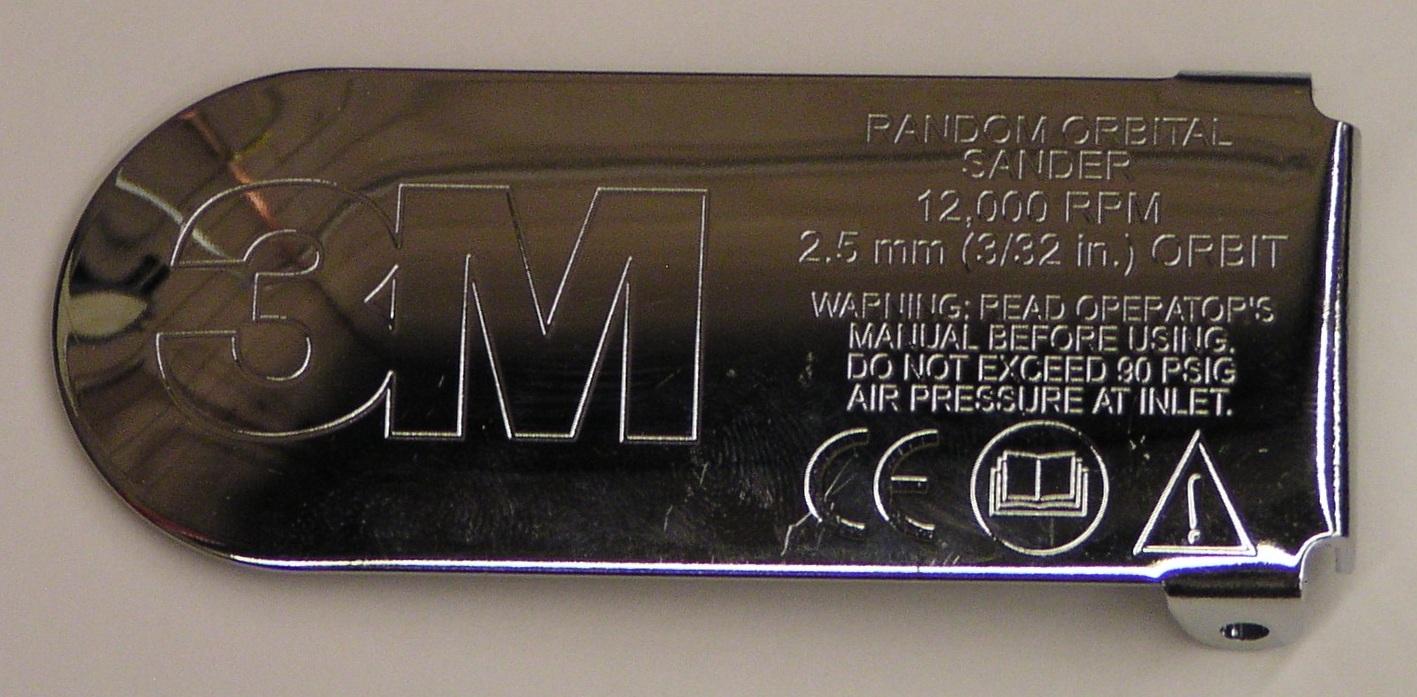 3M
RANDOM ORBITAL
SANDER
12,000 RPM
2.5 mm (3/32 in.) ORBIT
WARNING: READ OPERATOR'S
MANUAL BEFORE USING.
DO NOT EXCEED 90 PSIG
AIR PRESSURE AT INLET.
CE
!